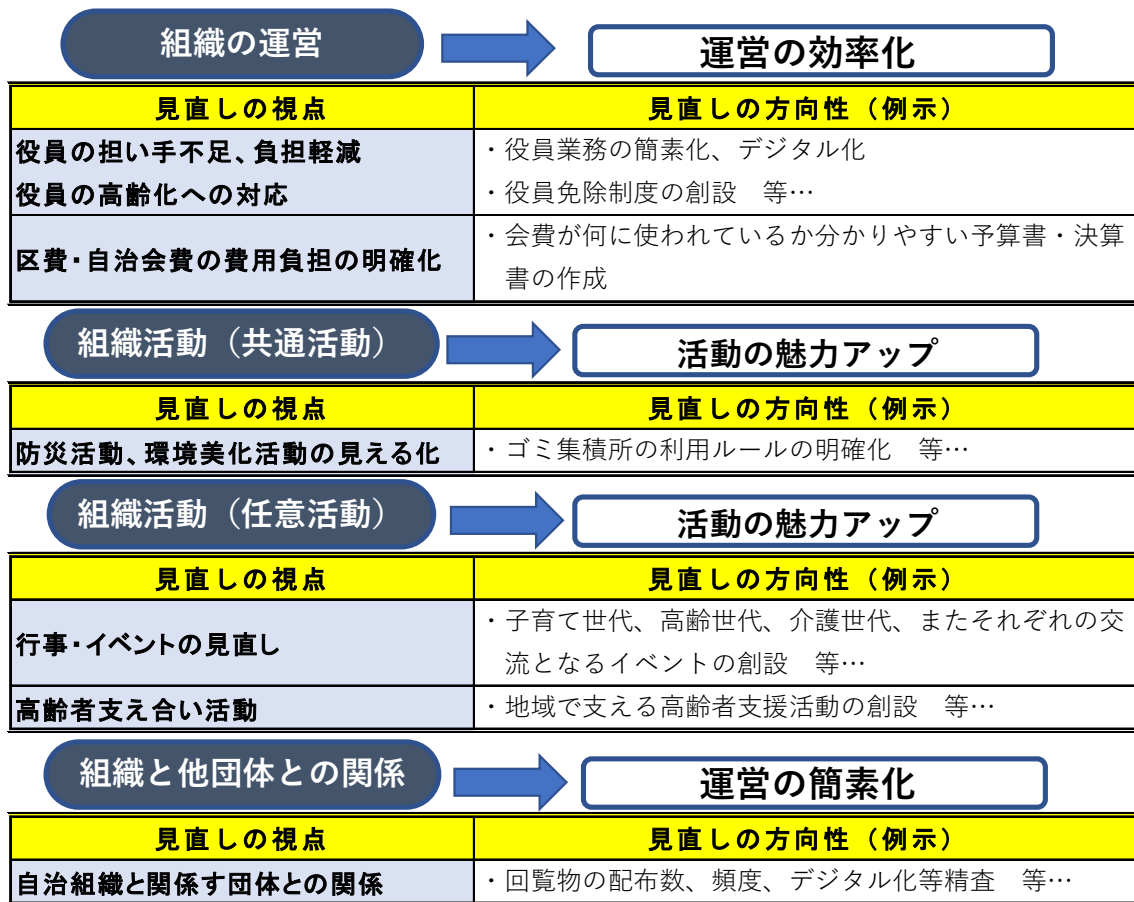 組織の運営
運営の効率化
見直しの視点
見直しの方向性（例示）
役員の担い手不足、負担軽減
役員の高齢化への対応
・役員業務の簡素化、デジタル化
・役員免除制度の創設　等…
区費・自治会費の費用負担の明確化
・会費が何に使われているか分かりやすい予算書・決算
書の作成
組織活動（共通活動）
活動の魅力アップ
見直しの視点
見直しの方向性（例示）
防災活動、環境美化活動の見える化
・ゴミ集積所の利用ルールの明確化　等…
組織活動（任意活動）
活動の魅力アップ
見直しの視点
見直しの方向性（例示）
行事・イベントの見直し
・子育て世代、高齢世代、介護世代、またそれぞれの交
流となるイベントの創設　等…
高齢者支え合い活動
・地域で支える高齢者支援活動の創設　等…
組織と他団体との関係
運営の簡素化
見直しの視点
見直しの方向性（例示）
自治組織と関係す団体との関係
・回覧物の配布数、頻度、デジタル化等精査　等…